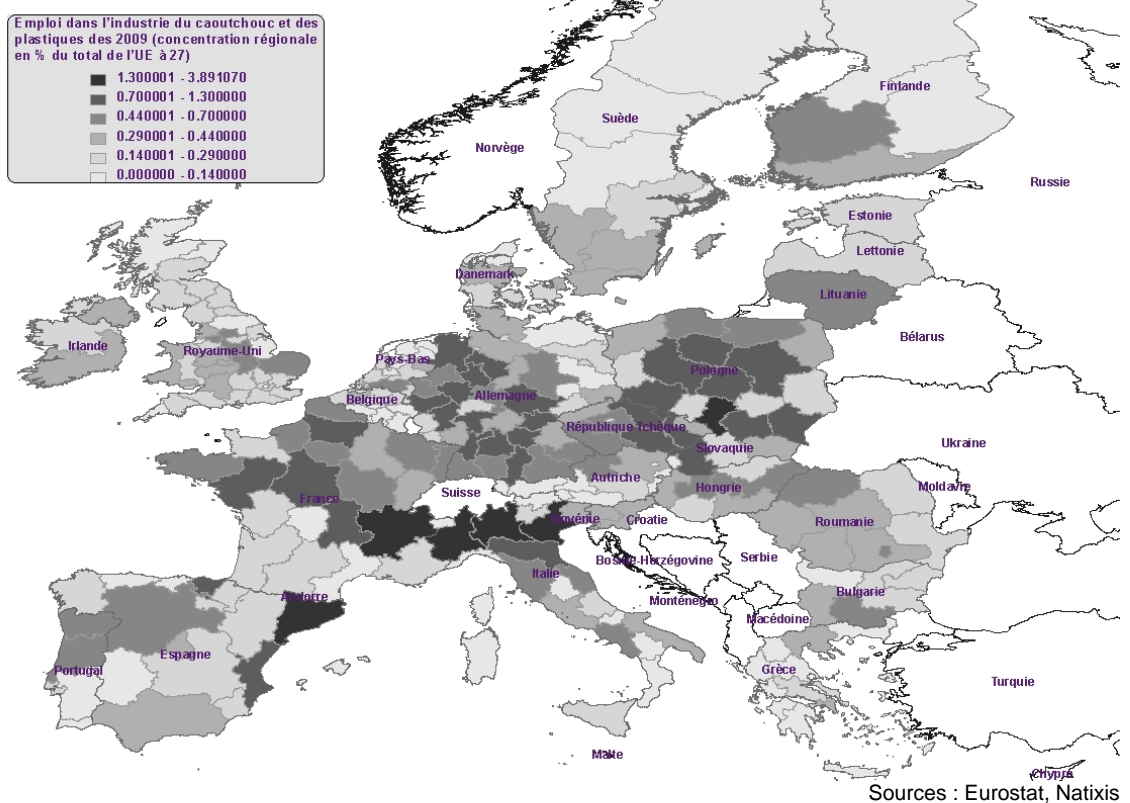 Emploi dans l'industrie du caoutchouc et des
plastiques des 2009 (concentration régionale
en % du total de l'UE à 27)
1.300001 - 3.891070
0.700001 - 1.300000
0.440001 - 0.700000
0.290001 - 0.440000
0.140001 - 0.290000
0.000000 - 0.140000
Finlande
Suède
Norvège
Russie
Estonie
Lettonie
Danemark
Lituanie
Bélarus
Irlande
Royaume-Uni
Pays-Bas
Pologne
Belgique
Allemagne
République Tchèque
Ukraine
Slovaquie
Autriche
Moldavie
Hongrie
Suisse
France
Slovénie
Croatie
Roumanie
Bosnie-Herzégovine
Serbie
Italie
Andorre
Bulgarie
Monténégro
Macédoine
Espagne
Portugal
Grèce
Turquie
Malte
Chypre
Sources : Eurostat, Natixis